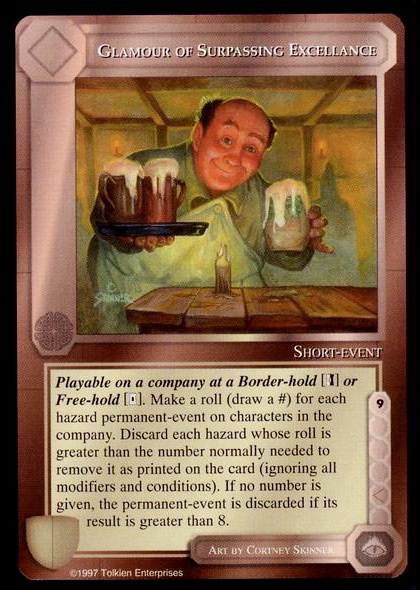 Glamour of Surpassing Excellance
© Skinner
Short-event
Playable on a company at a Border-hold [] or
Free-hold []. Make a roll (draw a #) for each
hazard permanent-event on characters in the
company. Discard each hazard whose roll is
greater than the number normally needed to
remove it as printed on the card (ignoring all
modifiers and conditions). If no number is
given, the permanent-event is discarded if its
result is greater than 8.
9
Art by Cortney Skinner
©1997 Tolkien Enterprises